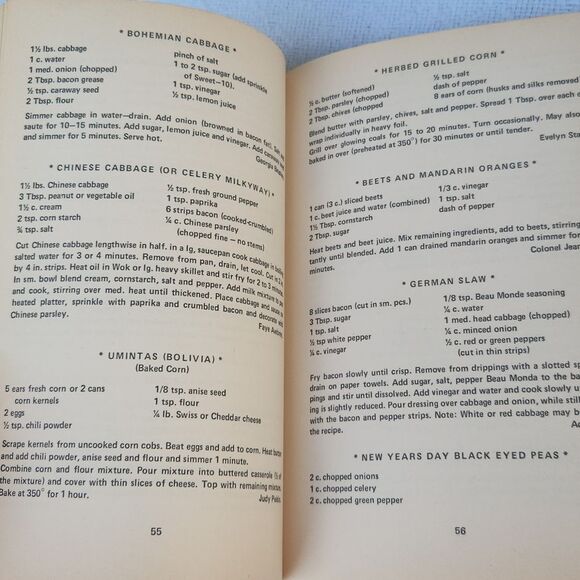 * BOHEMIAN CABBAGE *
1½ lbs. cabbage
1 c. water
1 med. onion (chopped)
2 Tbsp. bacon grease
½ tsp. caraway seed
2 Tbsp. flour
pinch of salt
1 to 2 tsp. sugar (add sprinkle
of Sweet-10).
1 tsp. vinegar
½ tsp. lemon juice
Simmer cabbage in water—drain. Add onion (browned in bacon fat). Salt and
saute for 10–15 minutes. Add sugar, lemon juice and vinegar. Add caraway
and simmer for 5 minutes. Serve hot.
Georgia
* CHINESE CABBAGE (OR CELERY MILKYWAY) *
1½ lbs. Chinese cabbage
3 Tbsp. peanut or vegetable oil
1½ c. cream
2 tsp. corn starch
¾ tsp. salt
½ tsp. fresh ground pepper
1 tsp. paprika
6 strips bacon (cooked-crumbled)
¼ c. Chinese parsley
(chopped fine – no stems)
Cut Chinese cabbage lengthwise in half. In a lg. saucepan cook cabbage in boiling
salted water for 3 or 4 minutes. Remove from pan, drain, let cool. Cut in
by 4 in. strips. Heat oil in Wok or lg. heavy skillet and stir fry for 2 to 3
In sm. bowl blend cream, cornstarch, salt and pepper. Add milk mixture to
and cook, stirring over med. heat until thickened. Place cabbage and sauce on
heated platter, sprinkle with paprika and crumbled bacon and decorate with
Chinese parsley.
Faye
* UMINTAS (BOLIVIA) *
(Baked Corn)
5 ears fresh corn or 2 cans
corn kernels
2 eggs
½ tsp. chili powder
1/8 tsp. anise seed
1 tsp. flour
¼ lb. Swiss or Cheddar cheese
Scrape kernels from uncooked corn cobs. Beat eggs and add to corn. Heat butter
and add chili powder, anise seed and flour and simmer 1 minute.
Combine corn and flour mixture. Pour mixture into buttered casserole (½
the mixture) and cover with thin slices of cheese. Top with remaining mixture.
Bake at 350° for 1 hour.
Judy
55
* HERBED GRILLED CORN *
½ c. butter (softened)
2 Tbsp. parsley (chopped)
2 Tbsp. chives (chopped)
½ tsp. salt
dash of pepper
8 ears of corn (husks and silks removed
Blend butter with parsley, chives, salt and pepper. Spread 1 Tbsp. over each
wrap individually in heavy foil.
Grill over glowing coals for 15 to 20 minutes. Turn occasionally. May also
baked in oven (preheated at 350°) for 30 minutes or until tender.
Evelyn
* BEETS AND MANDARIN ORANGES *
1 can (3 c.) sliced beets
1 c. beet juice and water (combined)
1½ Tbsp. cornstarch
2 Tbsp. sugar
1/3 c. vinegar
1 tsp. salt
dash of pepper
Heat beets and beet juice. Mix remaining ingredients, add to beets, stirring
tantly until blended. Add 1 can drained mandarin oranges and simmer for
minutes.
Colonel Jean
* GERMAN SLAW *
8 slices bacon (cut in sm. pcs.)
3 Tbsp. sugar
1 tsp. salt
½ tsp white pepper
¼ c. vinegar
1/8 tsp. Beau Monde seasoning
¼ c. water
1 med. head cabbage (chopped)
¼ c. minced onion
½ c. red or green peppers
(cut in thin strips)
Fry bacon slowly until crisp. Remove from drippings with a slotted
drain on paper towels. Add sugar, salt, pepper Beau Monda to the bacon
pings and stir until dissolved. Add vinegar and water and cook slowly
ing is slightly reduced. Pour dressing over cabbage and onion, while still
with the bacon and pepper strips. Note: White or red cabbage may be
the recipe.
* NEW YEARS DAY BLACK EYED PEAS *
2 c. chopped onions
1 c. chopped celery
2 c. chopped green pepper
56